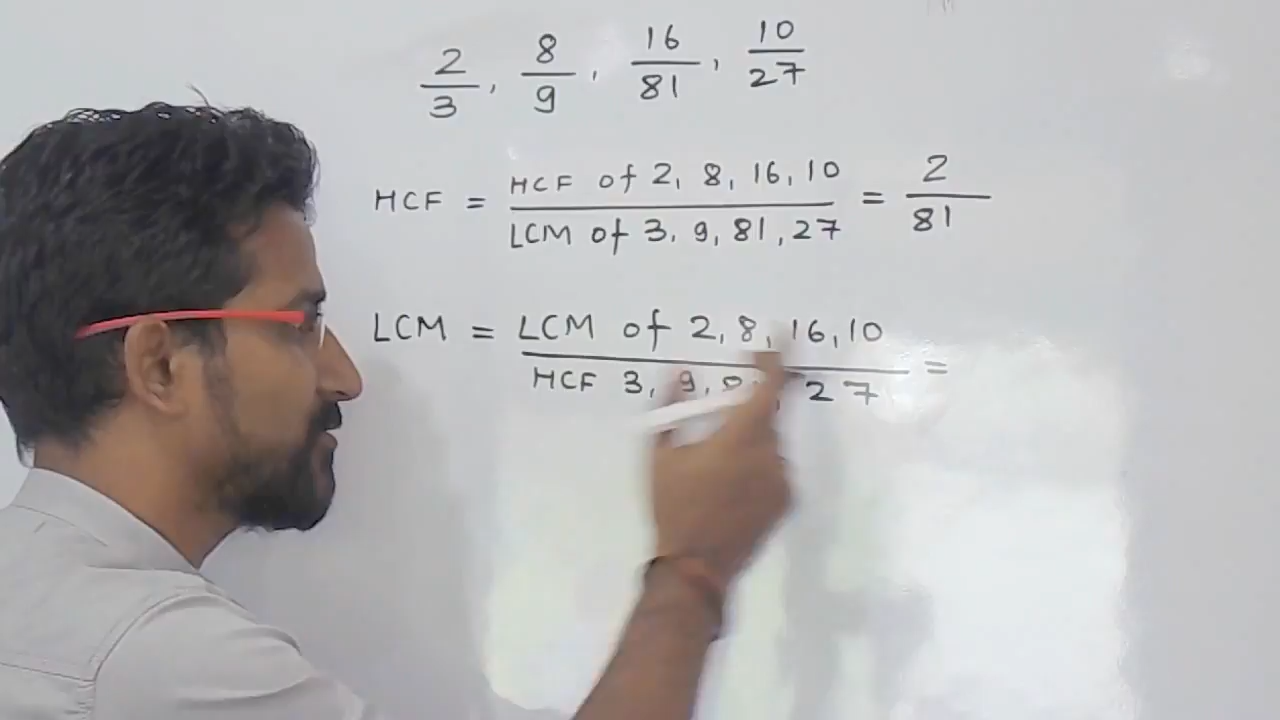 2/3, 8/9, 16/81, 10/27
HCF = HCF of 2, 8, 16, 10 / LCM of 3, 9, 81, 27 = 2/81
LCM = LCM of 2, 8, 16, 10 / HCF 3, 9, 27 =